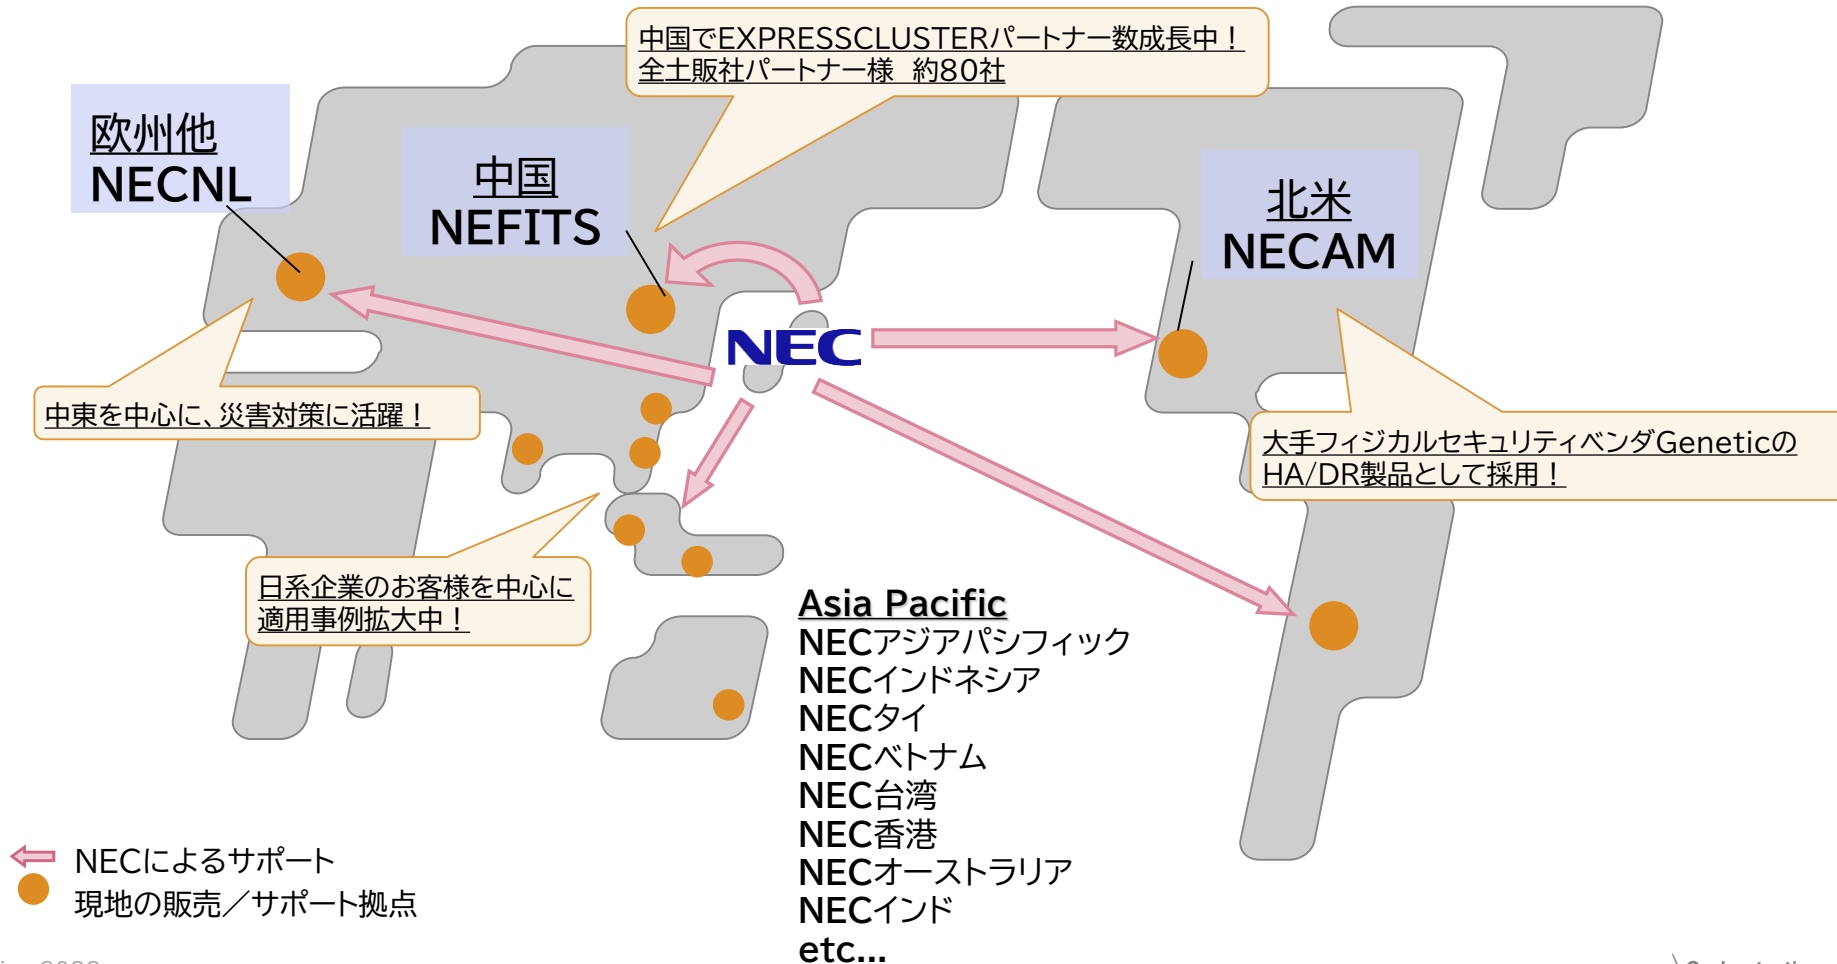 中国でEXPRESSCLUSTERパートナー数成長中！
全土販社パートナー様　約80社
欧州他
NECNL
中国
NEFITS
北米
NECAM
NEC
中東を中心に、災害対策に活躍！
大手フィジカルセキュリティベンダGeneticの
HA/DR製品として採用！
日系企業のお客様を中心に
適用事例拡大中！
Asia Pacific
NECアジアパシフィック
NECインドネシア
NECタイ
NECベトナム
NEC台湾
NEC香港
NECオーストラリア
NECインド
etc...
NECによるサポート
現地の販売／サポート拠点